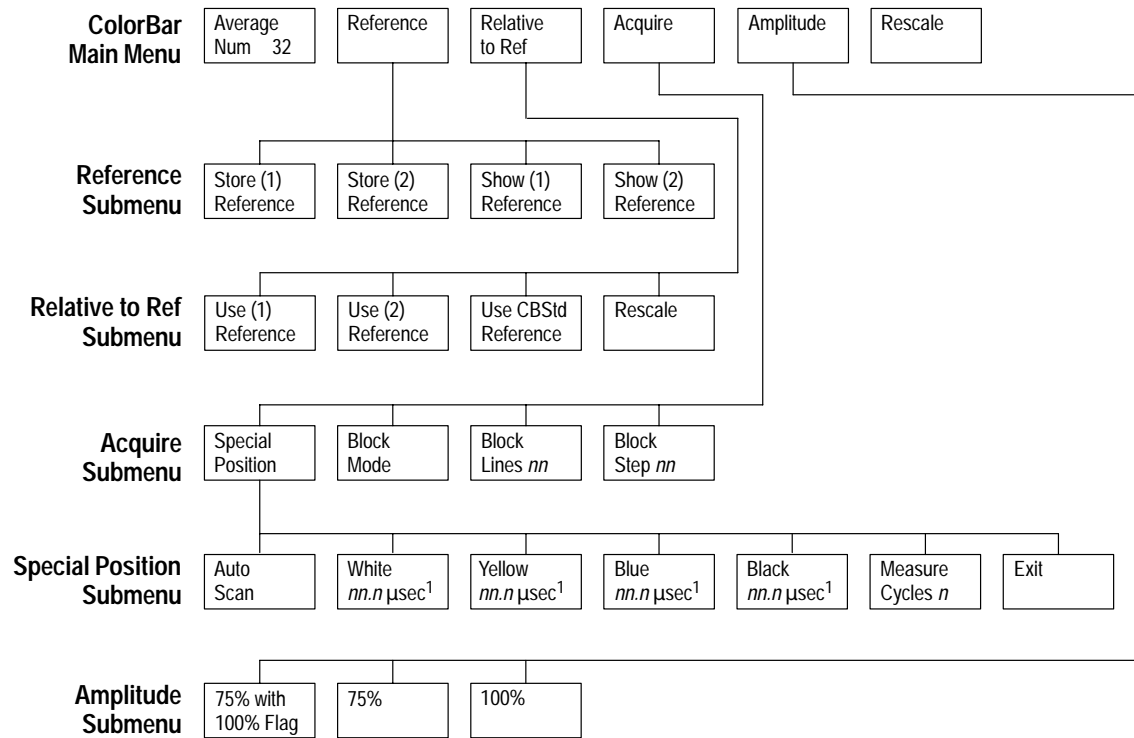 ColorBar
Main Menu
Average
Num 32
Reference
Relative
to Ref
Acquire
Amplitude
Rescale
Reference
Submenu
Store (1)
Reference
Store (2)
Reference
Show (1)
Reference
Show (2)
Reference
Relative to Ref
Submenu
Use (1)
Reference
Use (2)
Reference
Use CBStd
Reference
Rescale
Acquire
Submenu
Special
Position
Block
Mode
Block
Lines nn
Block
Step nn
Special Position
Submenu
Auto
Scan
White
nn.n µsec¹
Yellow
nn.n µsec¹
Blue
nn.n µsec¹
Black
nn.n µsec¹
Measure
Cycles n
Exit
Amplitude
Submenu
75% with
100% Flag
75%
100%